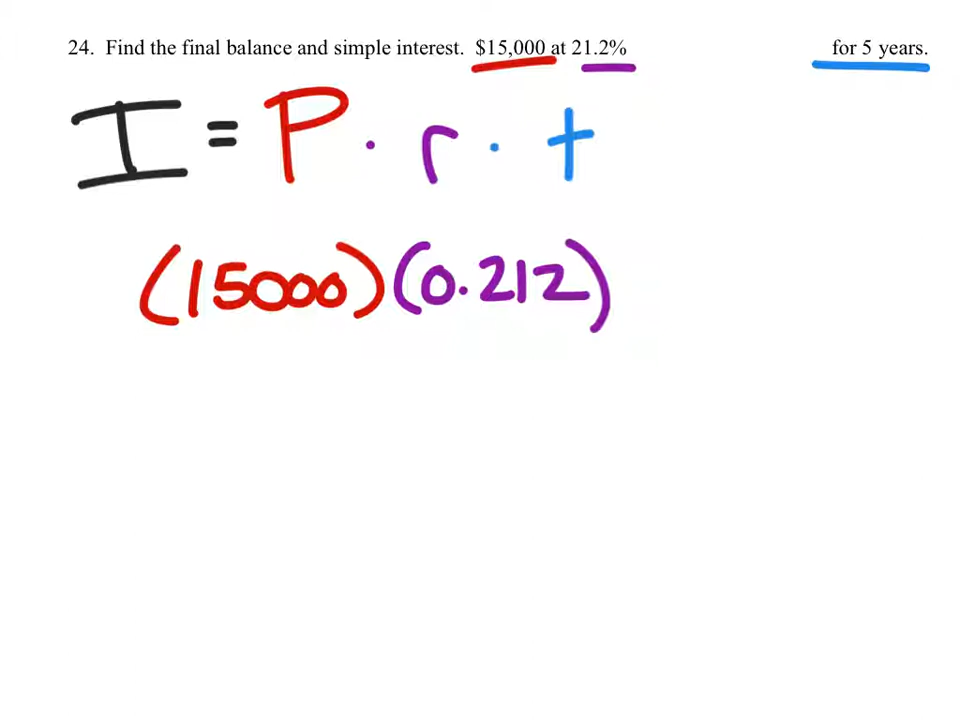 24. Find the final balance and simple interest. $15,000 at 21.2% for 5 years.
I = P · r · t
(15000)(0.212)